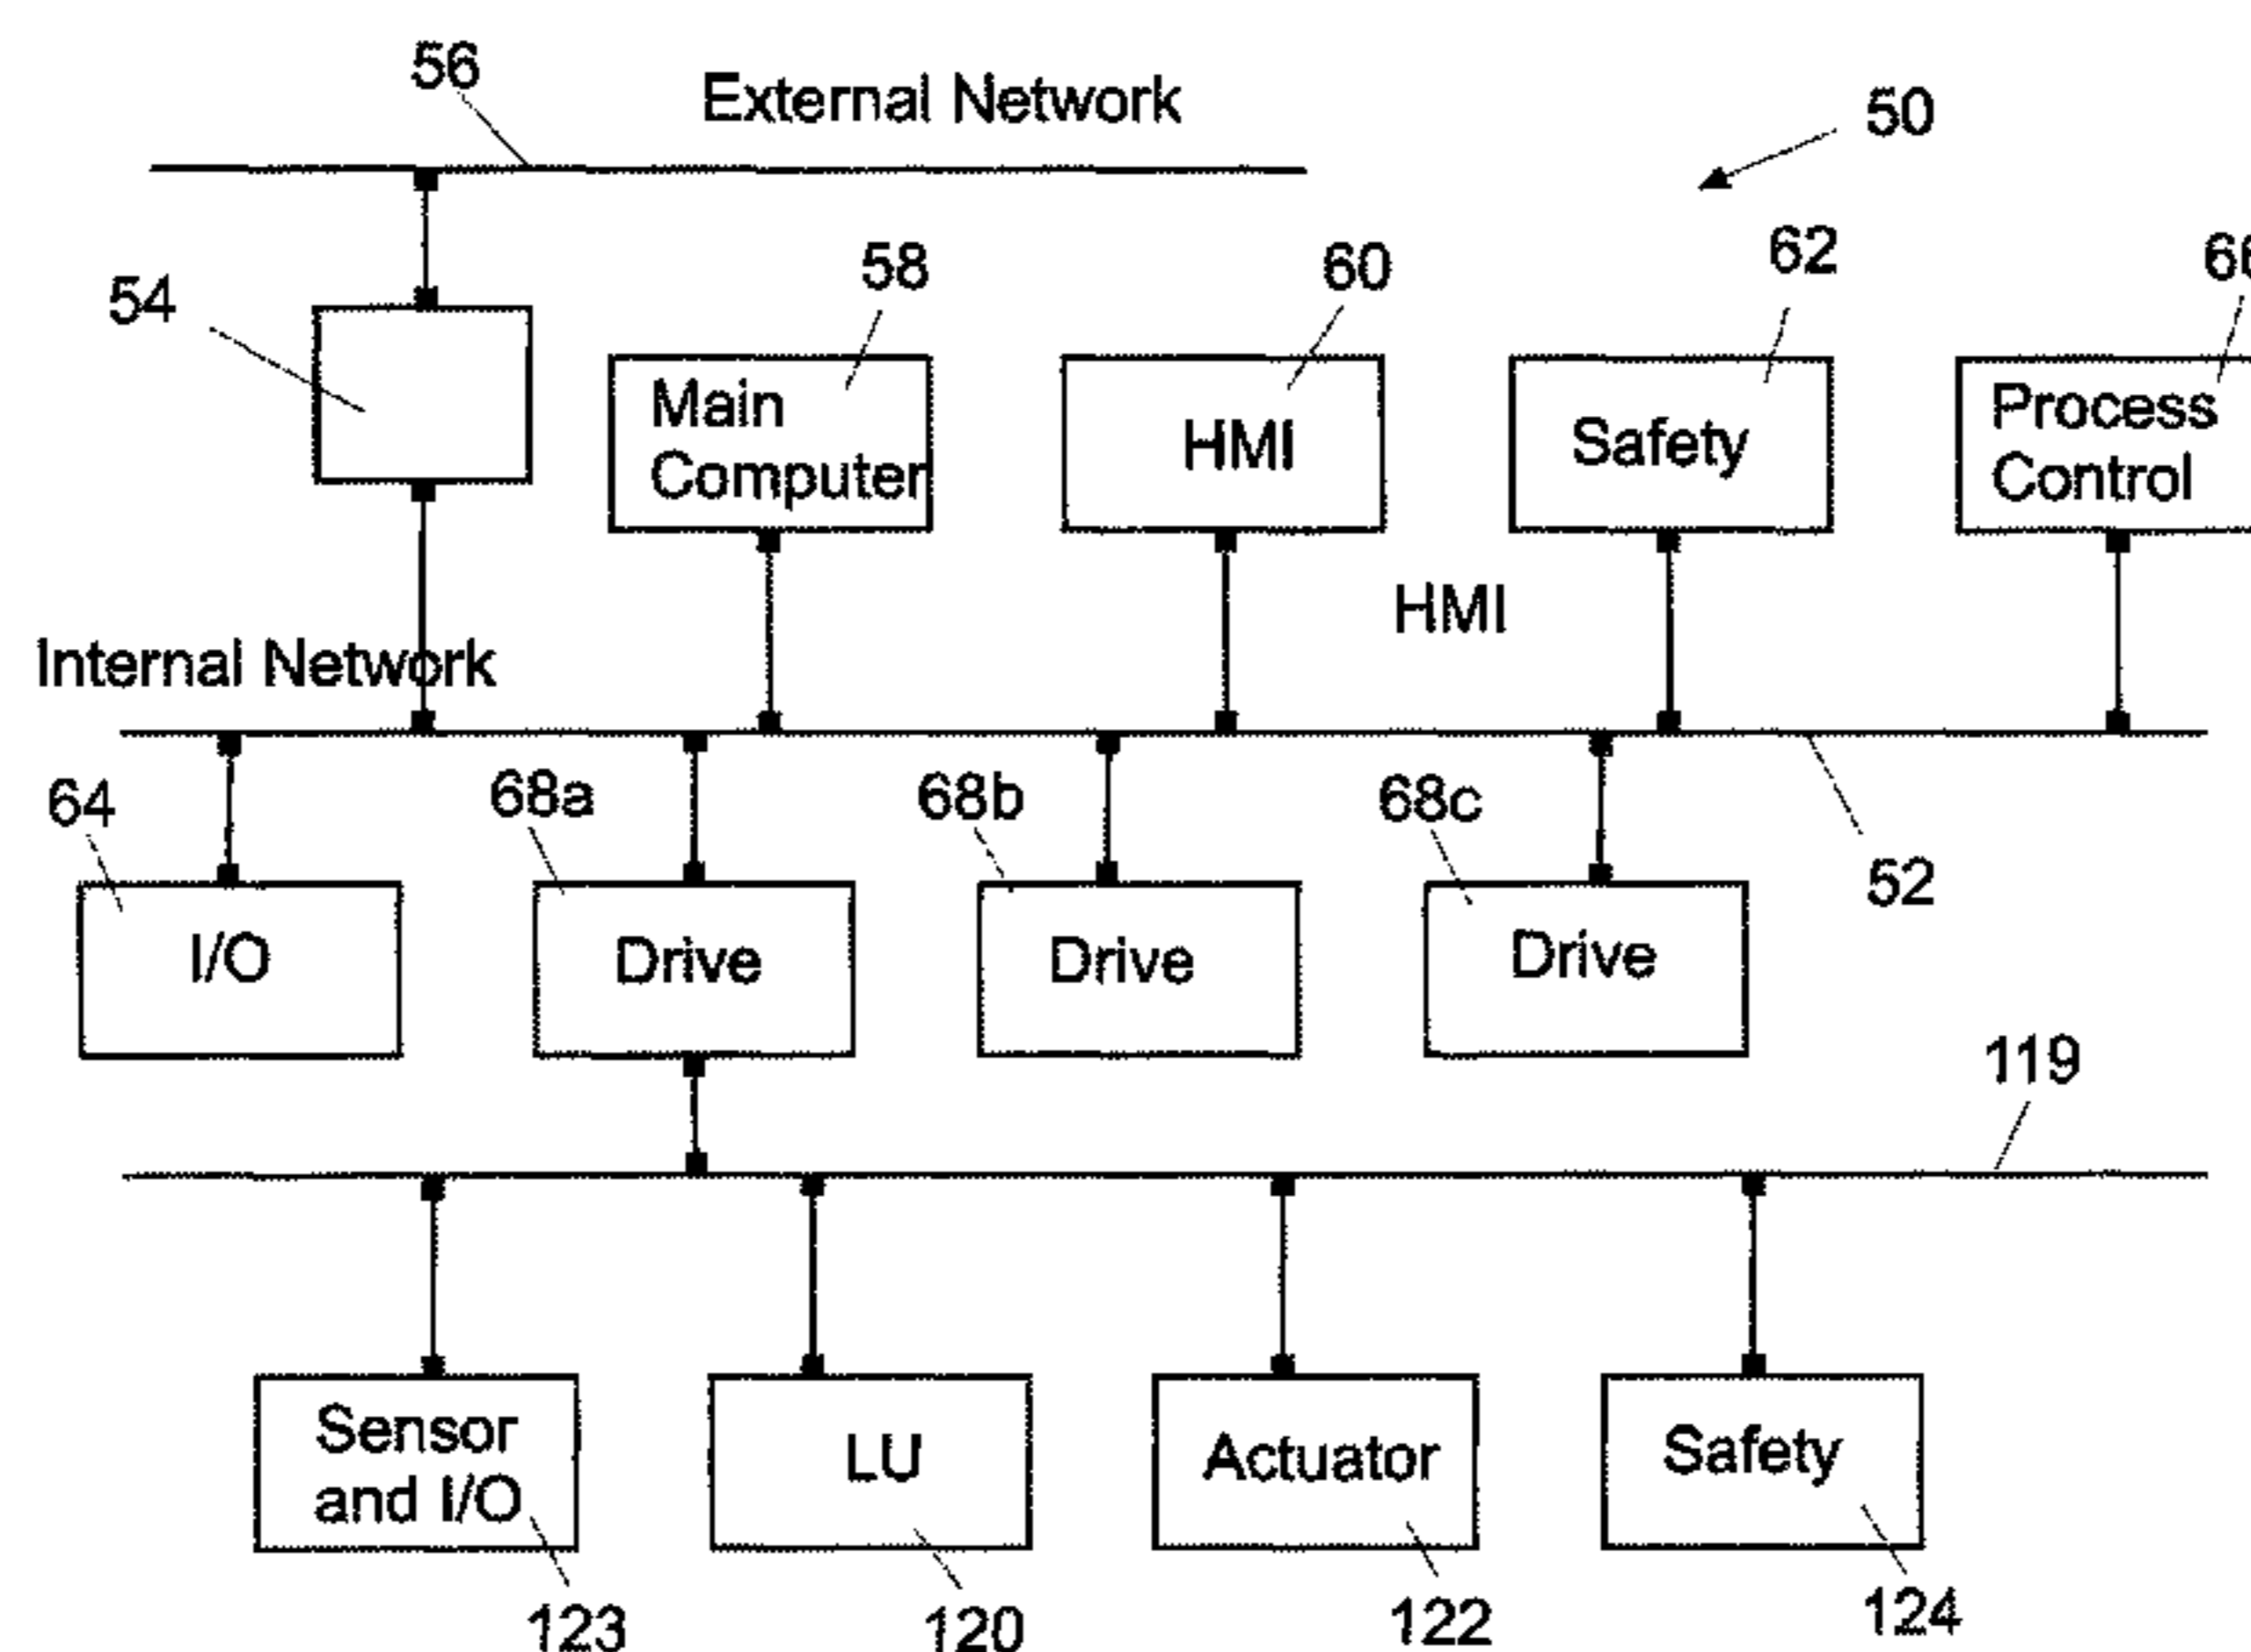 56
External Network
50
54
58
60
62
66
Main
Computer
HMI
Safety
Process
Control
HMI
Internal Network
64
68a
68b
68c
52
I/O
Drive
Drive
Drive
119
Sensor
and I/O
LU
Actuator
Safety
123
120
122
124